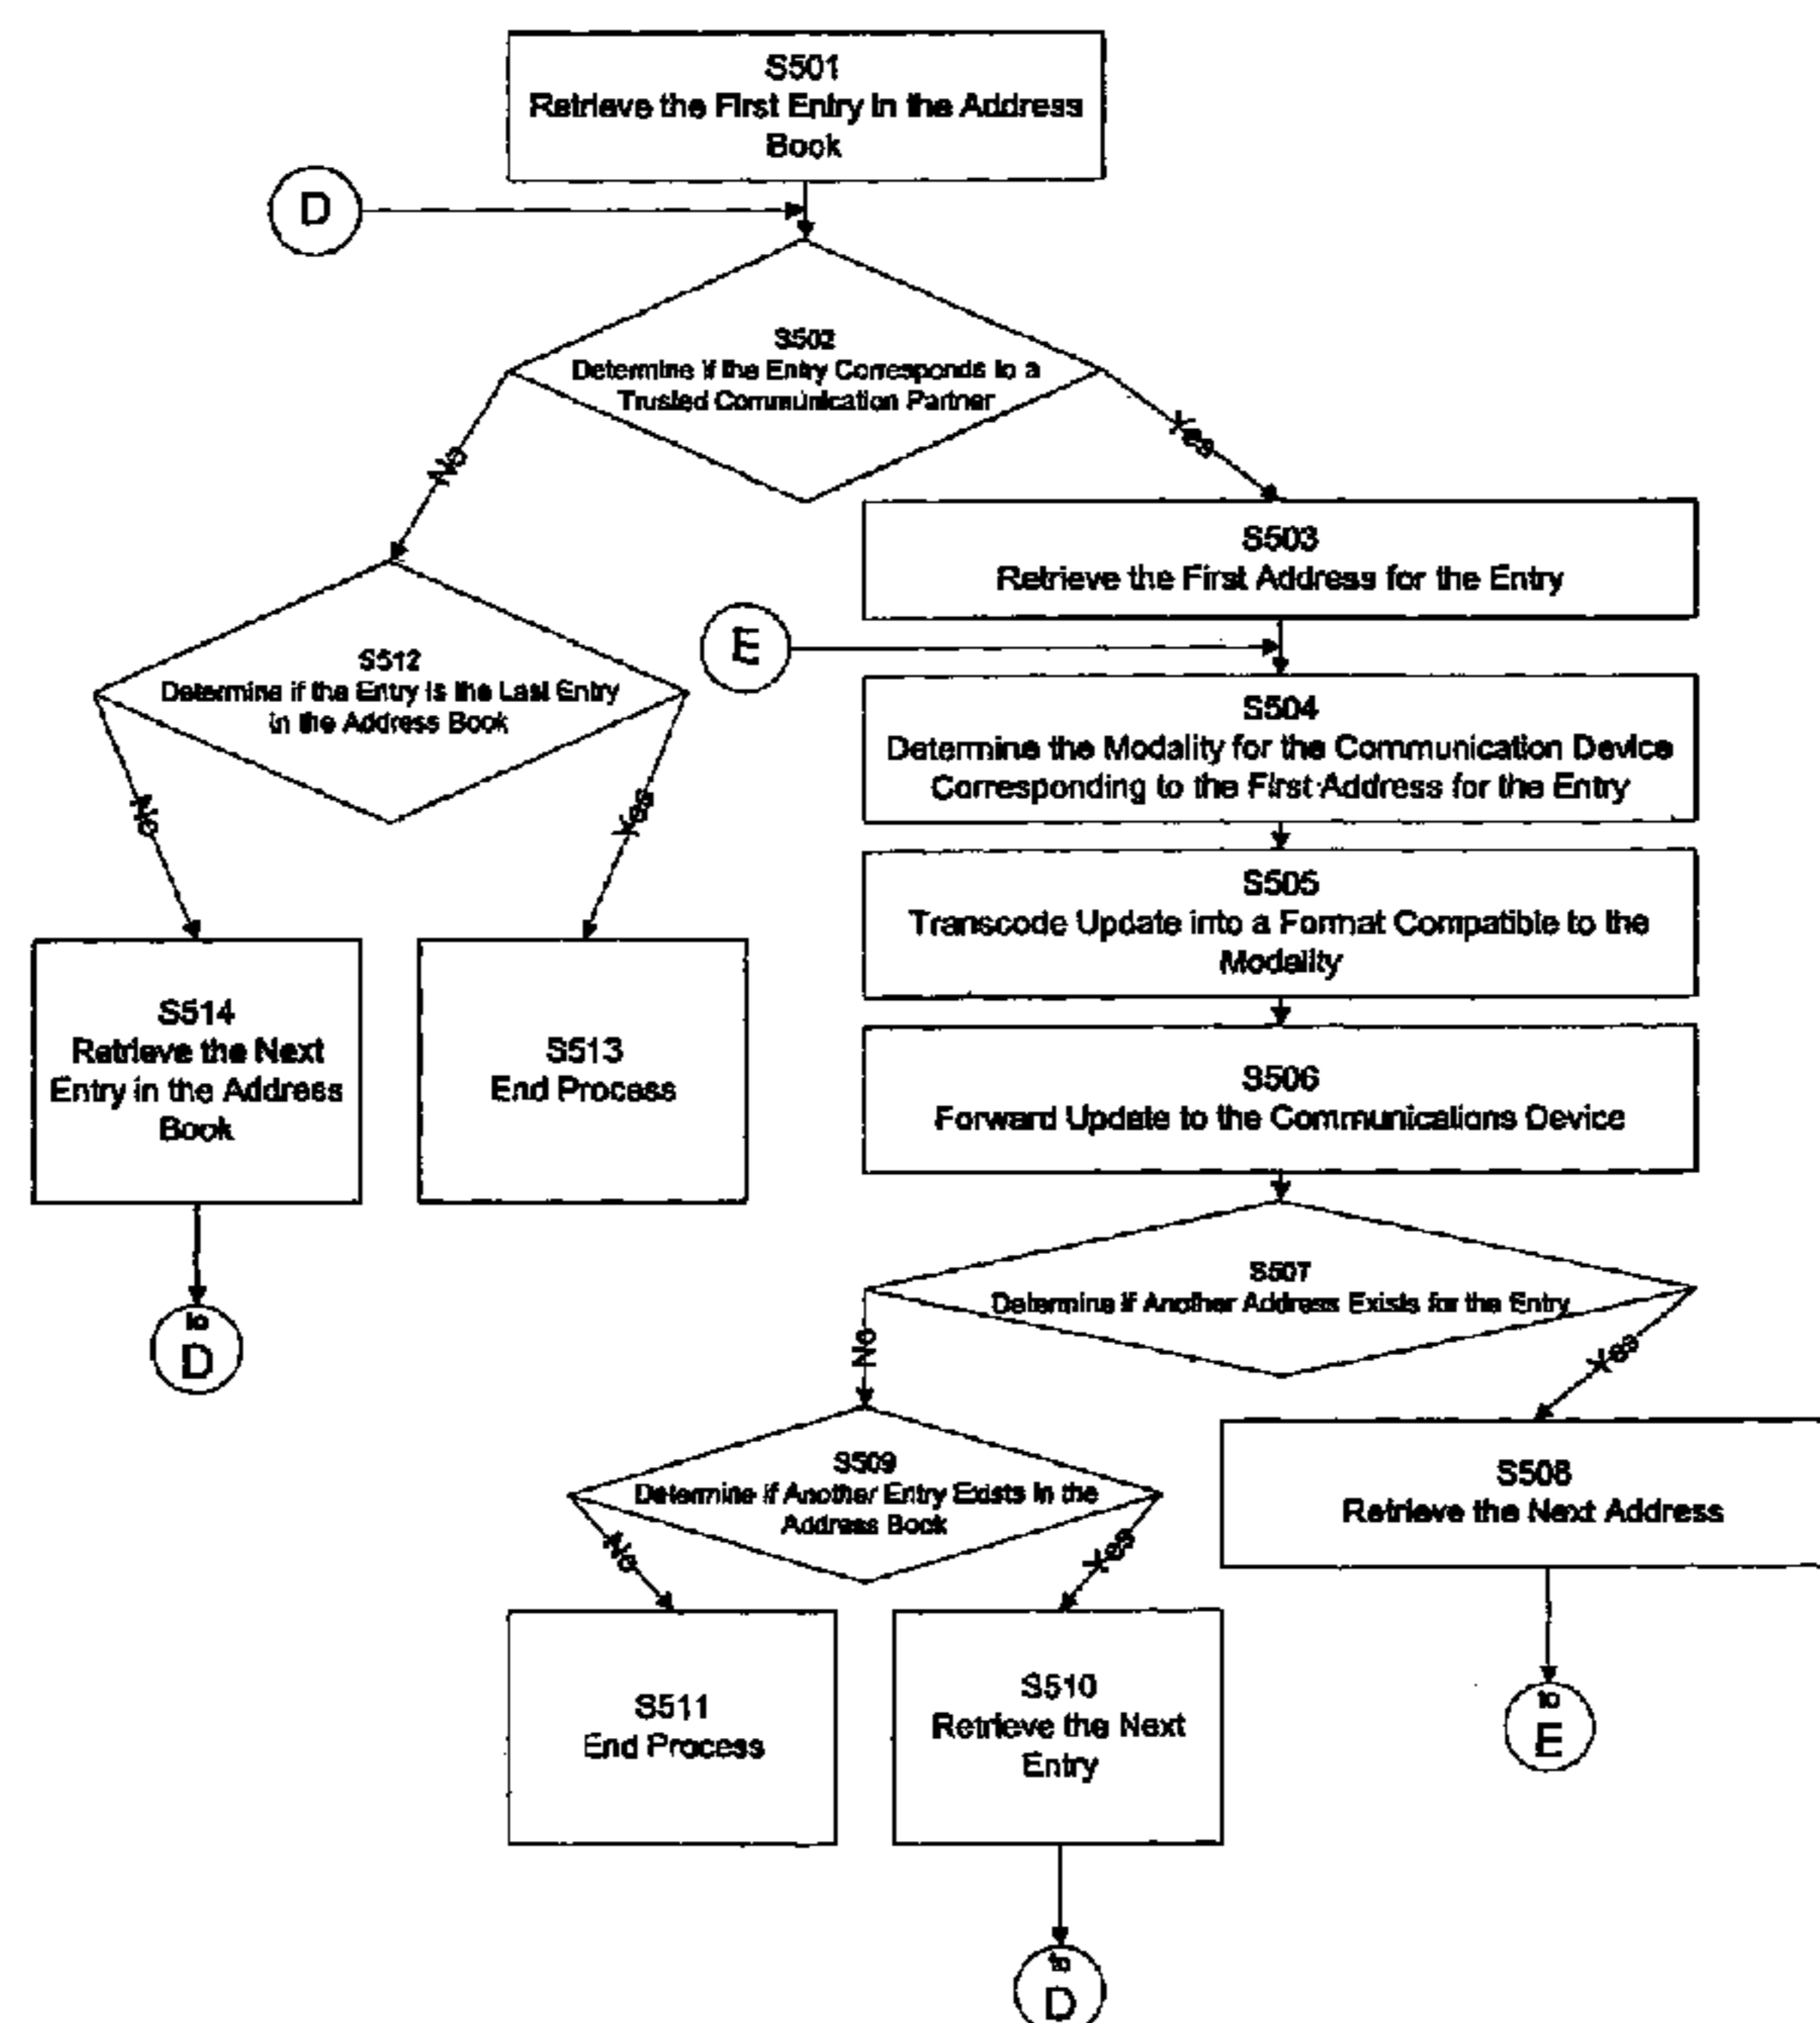 S501
Retrieve the First Entry in the Address
Book
D
S502
Determine if the Entry Corresponds to a
Trusted Communication Partner
No
Yes
S503
Retrieve the First Address for the Entry
E
S512
Determine if the Entry is the Last Entry
in the Address Book
No
Yes
S504
Determine the Modality for the Communication Device
Corresponding to the First Address for the Entry
S505
Transcode Update into a Format Compatible to the
Modality
S514
Retrieve the Next
Entry in the Address
Book
S513
End Process
S506
Forward Update to the Communications Device
S507
Determine if Another Address Exists for the Entry
to
D
No
Yes
S509
Determine if Another Entry Exists in the
Address Book
No
Yes
S508
Retrieve the Next Address
S511
End Process
S510
Retrieve the Next
Entry
to
E
to
D